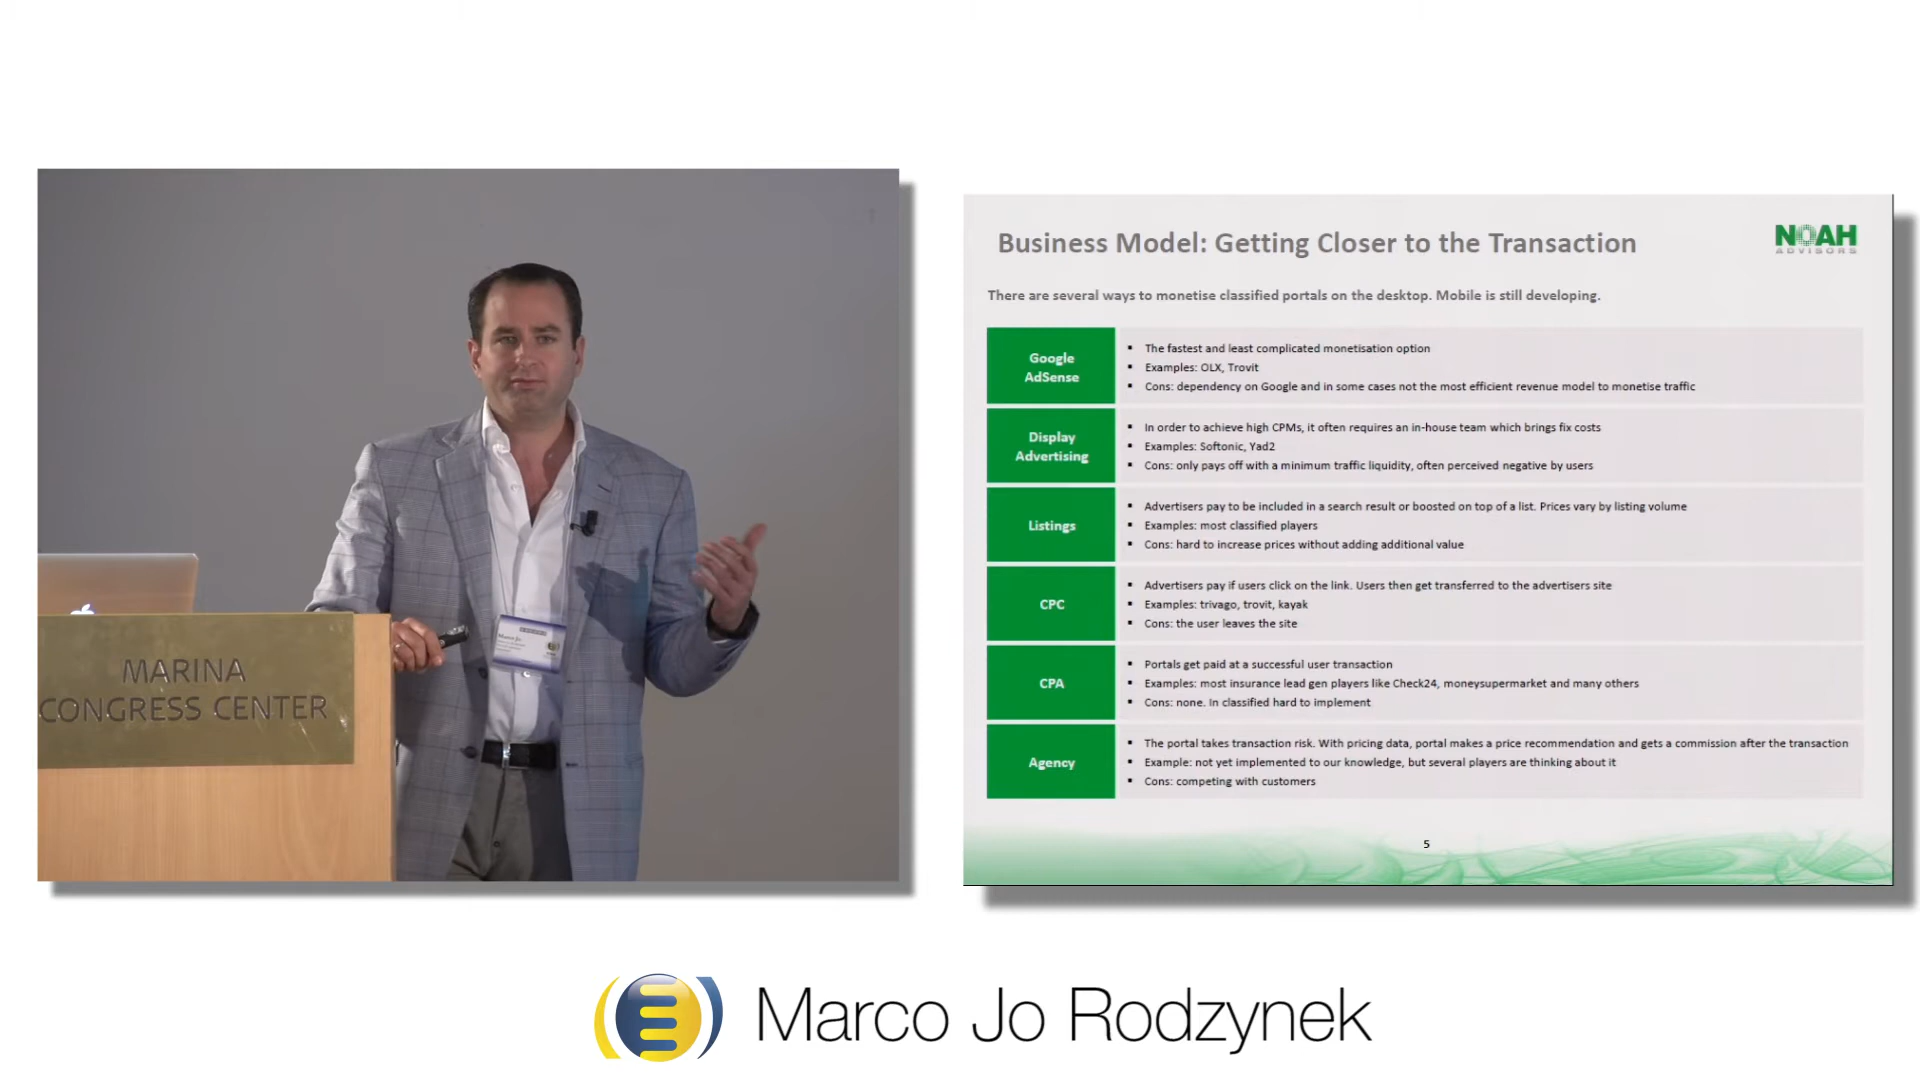 MARINA
CONGRESS CENTER
Marco Jo
Business Model: Getting Closer to the Transaction
NOAH
ADVISORS
There are several ways to monetise classified portals on the desktop. Mobile is still developing.
Google
AdSense
▪ The fastest and least complicated monetisation option
▪ Examples: OLX, Trovit
▪ Cons: dependency on Google and in some cases not the most efficient revenue model to monetise traffic
Display
Advertising
▪ In order to achieve high CPMs, it often requires an in-house team which brings fix costs
▪ Examples: Softonic, Yad2
▪ Cons: only pays off with a minimum traffic liquidity, often perceived negative by users
Listings
▪ Advertisers pay to be included in a search result or boosted on top of a list. Prices vary by listing volume
▪ Examples: most classified players
▪ Cons: hard to increase prices without adding additional value
CPC
▪ Advertisers pay if users click on the link. Users then get transferred to the advertisers site
▪ Examples: trivago, trovit, kayak
▪ Cons: the user leaves the site
CPA
▪ Portals get paid at a successful user transaction
▪ Examples: most insurance lead gen players like Check24, moneysupermarket and many others
▪ Cons: none. In classified hard to implement
Agency
▪ The portal takes transaction risk. With pricing data, portal makes a price recommendation and gets a commission after the transaction
▪ Example: not yet implemented to our knowledge, but several players are thinking about it
▪ Cons: competing with customers
5
Marco Jo Rodzynek